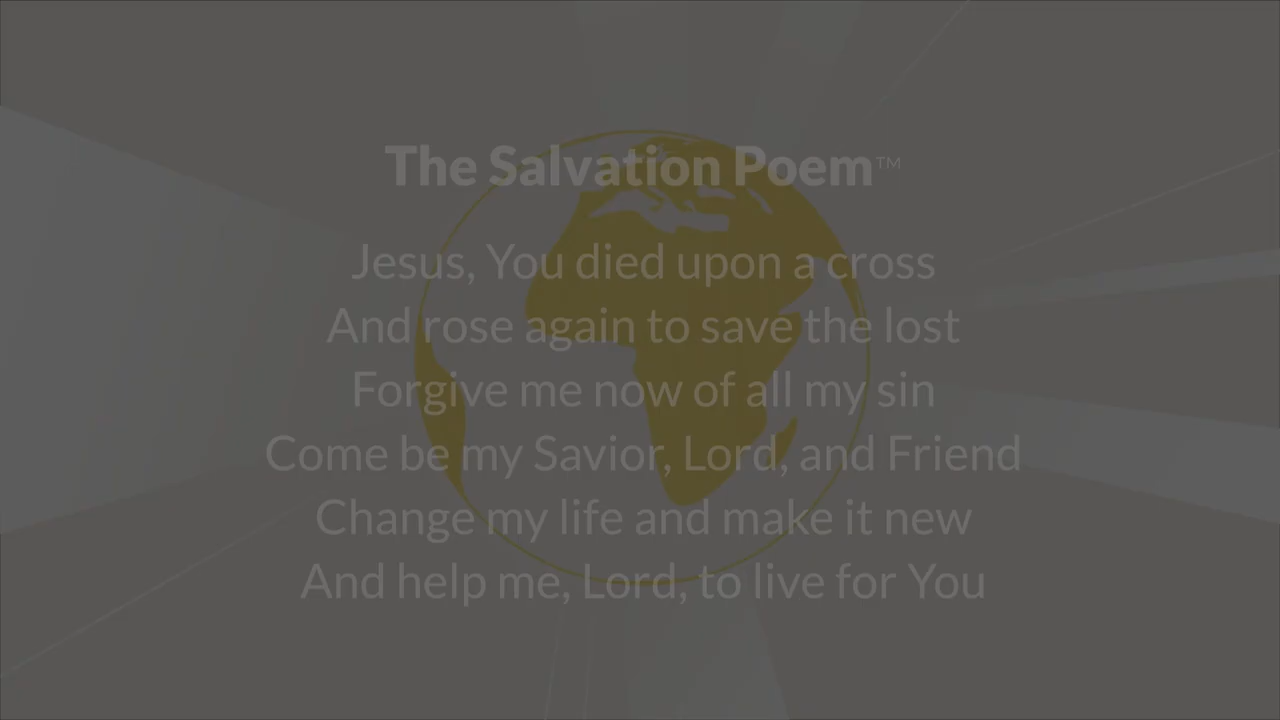 The Salvation Poem™
Jesus, You died upon a cross
And rose again to save the lost
Forgive me now of all my sin
Come be my Savior, Lord, and Friend
Change my life and make it new
And help me, Lord, to live for You